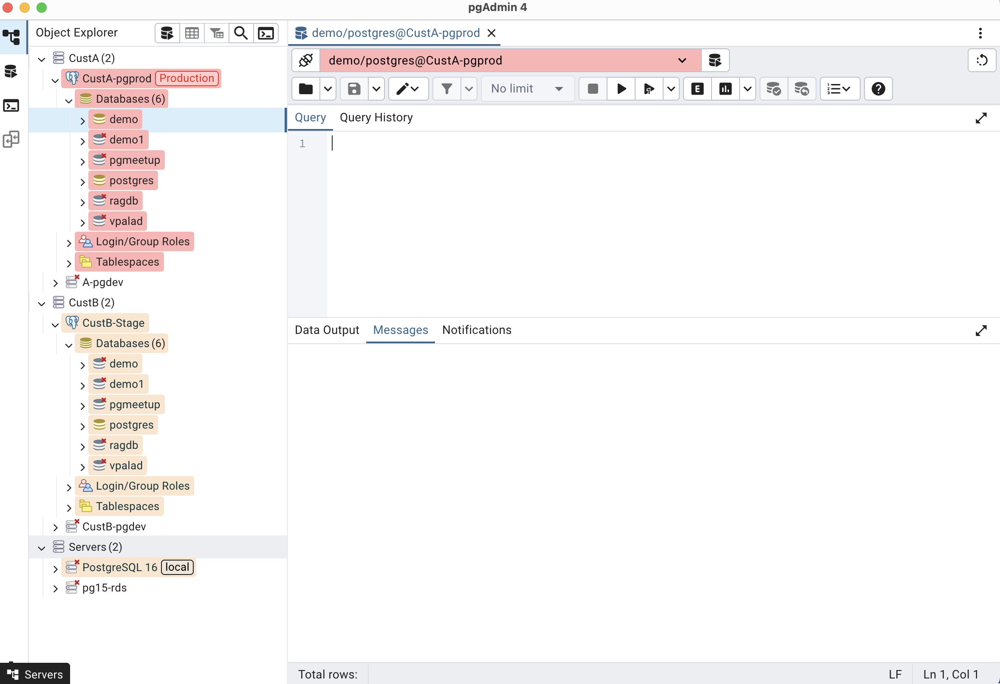 pgAdmin 4
Object Explorer
CustA (2)
CustA-pgprod Production
Databases (6)
demo
demo1
pgmeetup
postgres
ragdb
vpalad
Login/Group Roles
Tablespaces
A-pgdev
CustB (2)
CustB-Stage
Databases (6)
demo
demo1
pgmeetup
postgres
ragdb
vpalad
Login/Group Roles
Tablespaces
CustB-pgdev
Servers (2)
PostgreSQL 16 local
pg15-rds
Servers
demo/postgres@CustA-pgprod
demo/postgres@CustA-pgprod
No limit
E
Query Query History
1
Data Output Messages Notifications
Total rows:
LF
Ln 1, Col 1